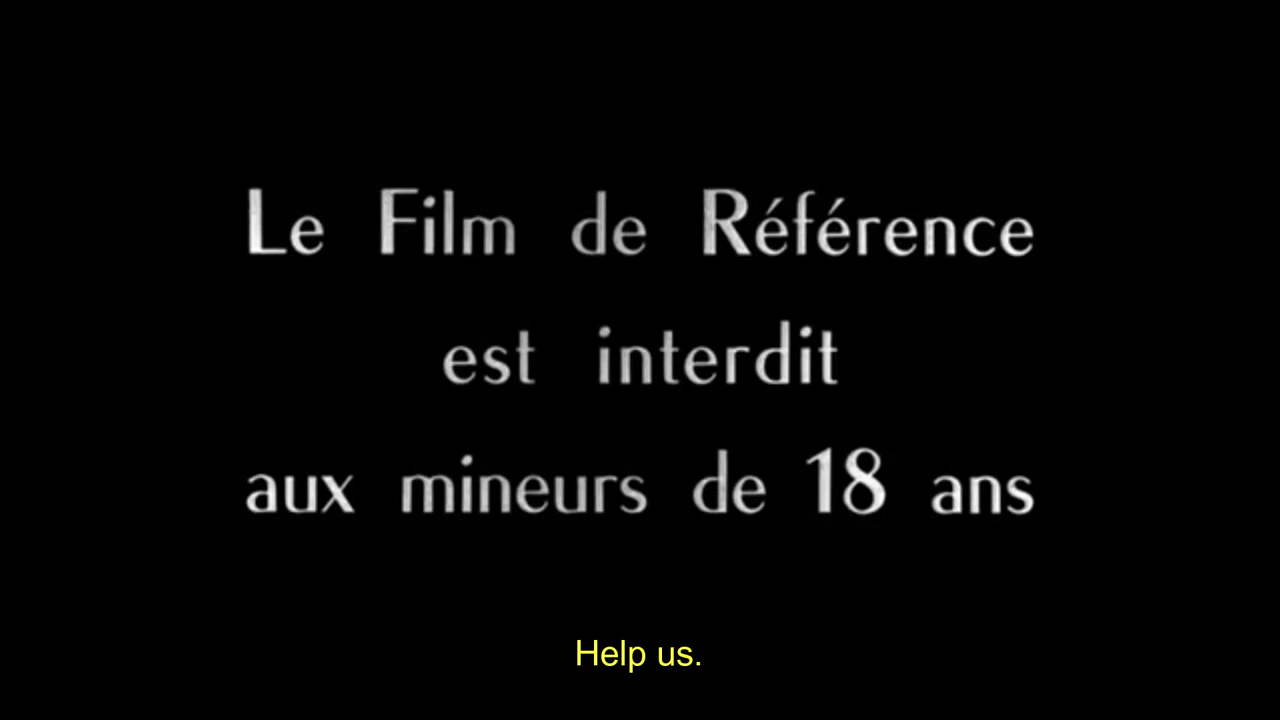 Le Film de Référence
est interdit
aux mineurs de 18 ans
Help us.